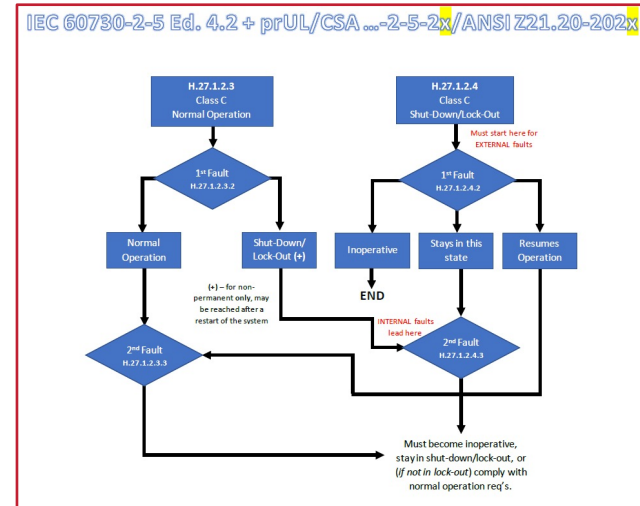 IEC 60730-2-5 Ed. 4.2 + prUL/CSA ...-2-5-2x/ANSI Z21.20-202x
H.27.1.2.3
Class C
Normal Operation
H.27.1.2.4
Class C
Shut-Down/Lock-Out
Must start here for
EXTERNAL faults
1st Fault
H.27.1.2.3.2
1st Fault
H.27.1.2.4.2
Normal
Operation
Shut-Down/
Lock-Out (+)
Inoperative
Stays in this
state
Resumes
Operation
(+) – for non-
permanent only, may
be reached after a
restart of the system
END
INTERNAL faults
lead here
2nd Fault
H.27.1.2.3.3
2nd Fault
H.27.1.2.4.3
Must become inoperative,
stay in shut-down/lock-out, or
(if not in lock-out) comply with
normal operation req's.